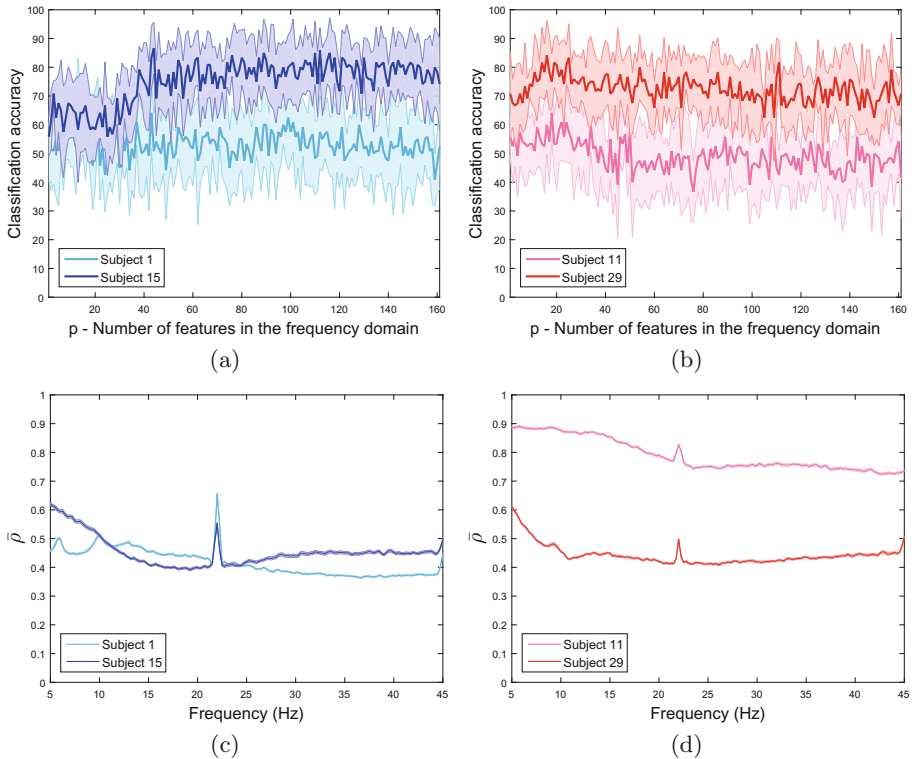 100
90
80
70
60
50
40
30
20
10
0
Classification accuracy
Subject 1
Subject 15
20 40 60 80 100 120 140 160
p - Number of features in the frequency domain
(a)
100
90
80
70
60
50
40
30
20
10
0
Classification accuracy
Subject 11
Subject 29
20 40 60 80 100 120 140 160
p - Number of features in the frequency domain
(b)
1
0.9
0.8
0.7
0.6
0.5
0.4
0.3
0.2
0.1
0
ρ̄
Subject 1
Subject 15
5 10 15 20 25 30 35 40 45
Frequency (Hz)
(c)
1
0.9
0.8
0.7
0.6
0.5
0.4
0.3
0.2
0.1
0
ρ̄
Subject 11
Subject 29
5 10 15 20 25 30 35 40 45
Frequency (Hz)
(d)